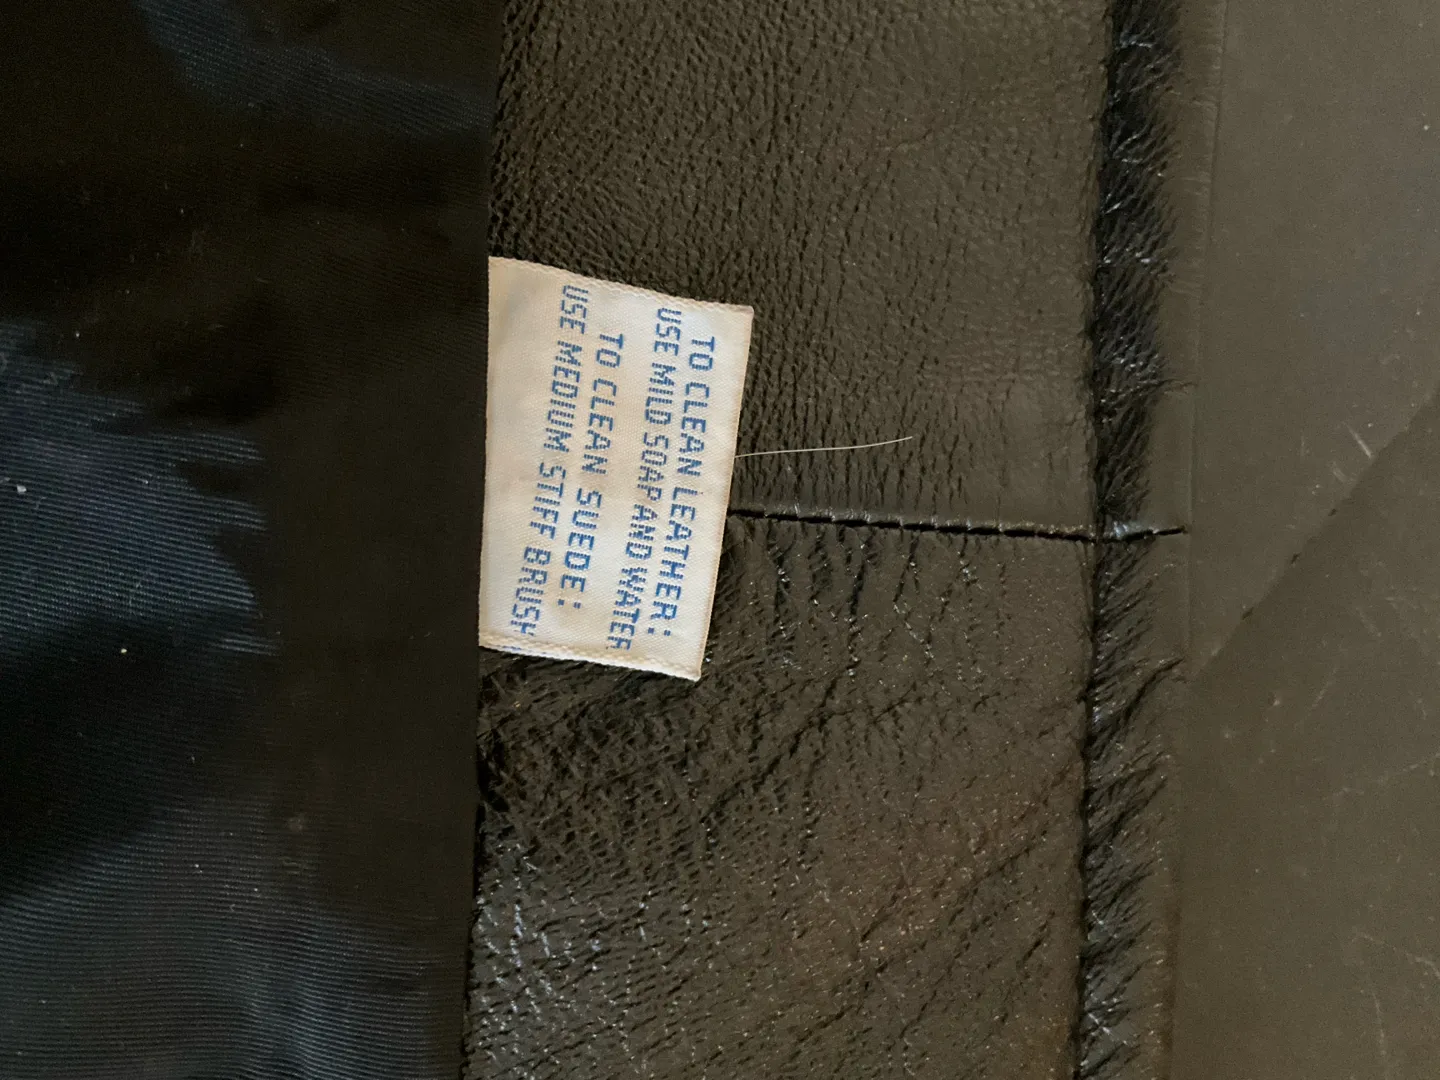 TO CLEAN LEATHER:
USE MILD SOAP AND WATER
TO CLEAN SUEDE:
USE MEDIUM STIFF BRUSH